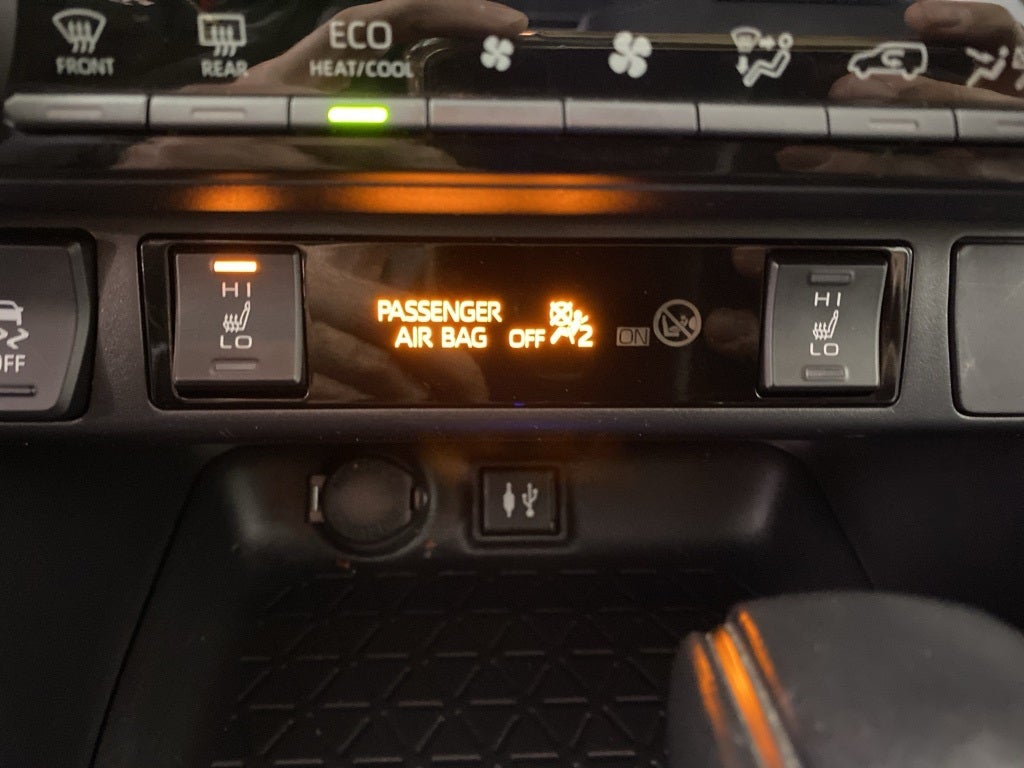 FRONT
REAR
ECO
HEAT/COOL
HI
LO
PASSENGER
AIR BAG OFF 2
ON
HI
LO
OFF